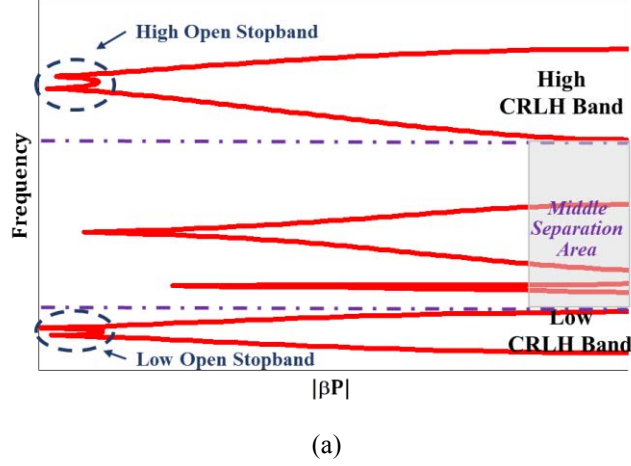 High Open Stopband
High
CRLH Band
Frequency
Middle
Separation
Area
Low
CRLH Band
Low Open Stopband
|βP|
(a)